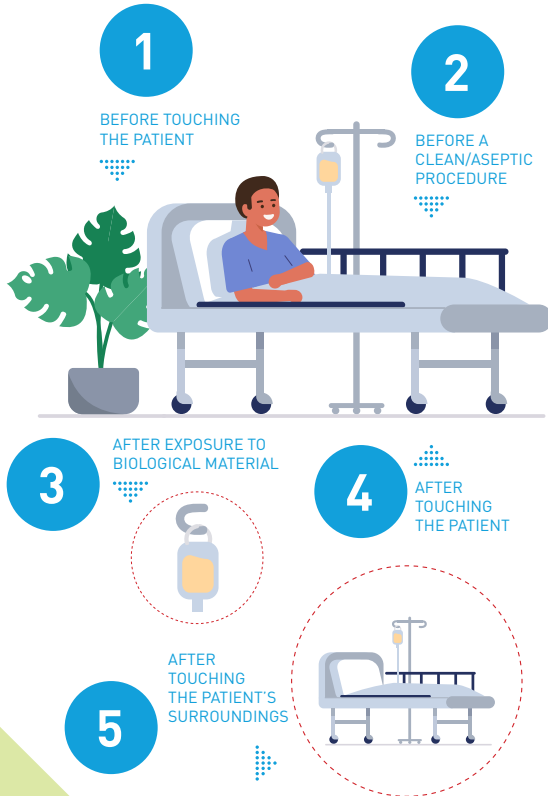 1
BEFORE TOUCHING
THE PATIENT
2
BEFORE A
CLEAN/ASEPTIC
PROCEDURE
3
AFTER EXPOSURE TO
BIOLOGICAL MATERIAL
4
AFTER
TOUCHING
THE PATIENT
5
AFTER
TOUCHING
THE PATIENT'S
SURROUNDINGS